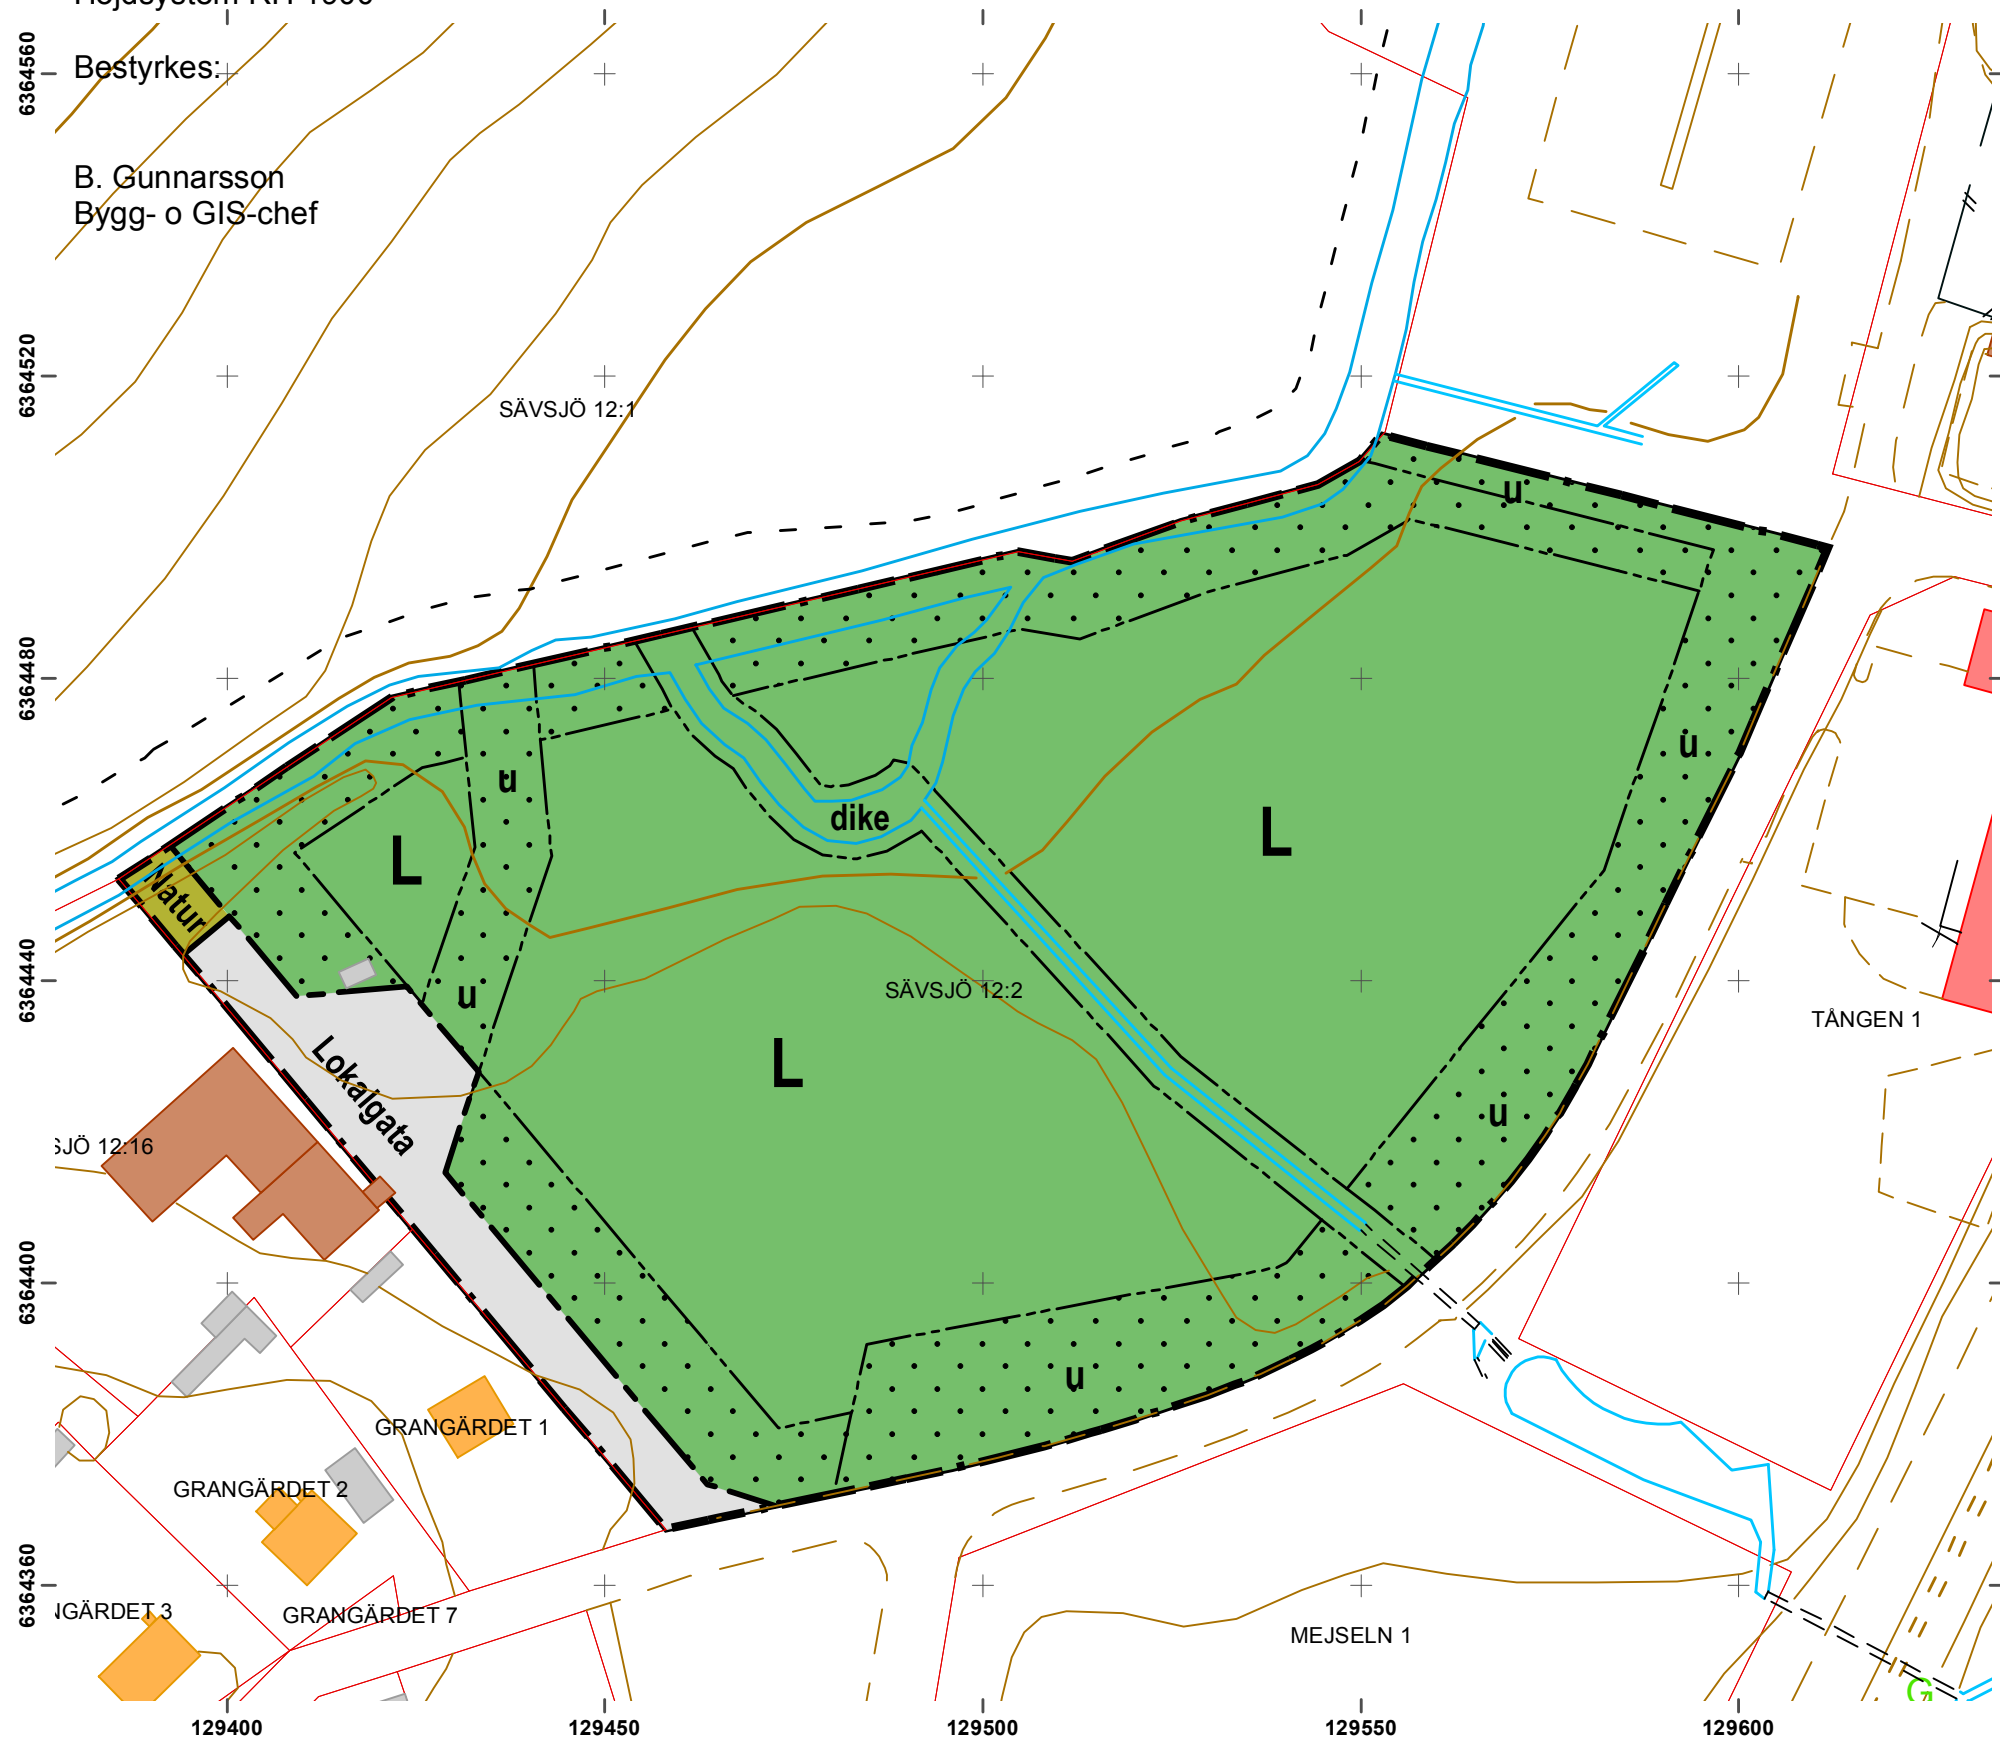 Bestyrkes:
B. Gunnarsson
Bygg- o GIS-chef
6364560
6364520
6364480
6364440
6364400
6364360
SÄVSJÖ 12:1
u
u
u
dike
L
L
Natur
u
SÄVSJÖ 12:2
TÅNGEN 1
Lokalgata
L
u
SJÖ 12:16
u
GRANGÄRDET 1
GRANGÄRDET 2
NGÄRDET 3
GRANGÄRDET 7
MEJSELN 1
G
129400
129450
129500
129550
129600